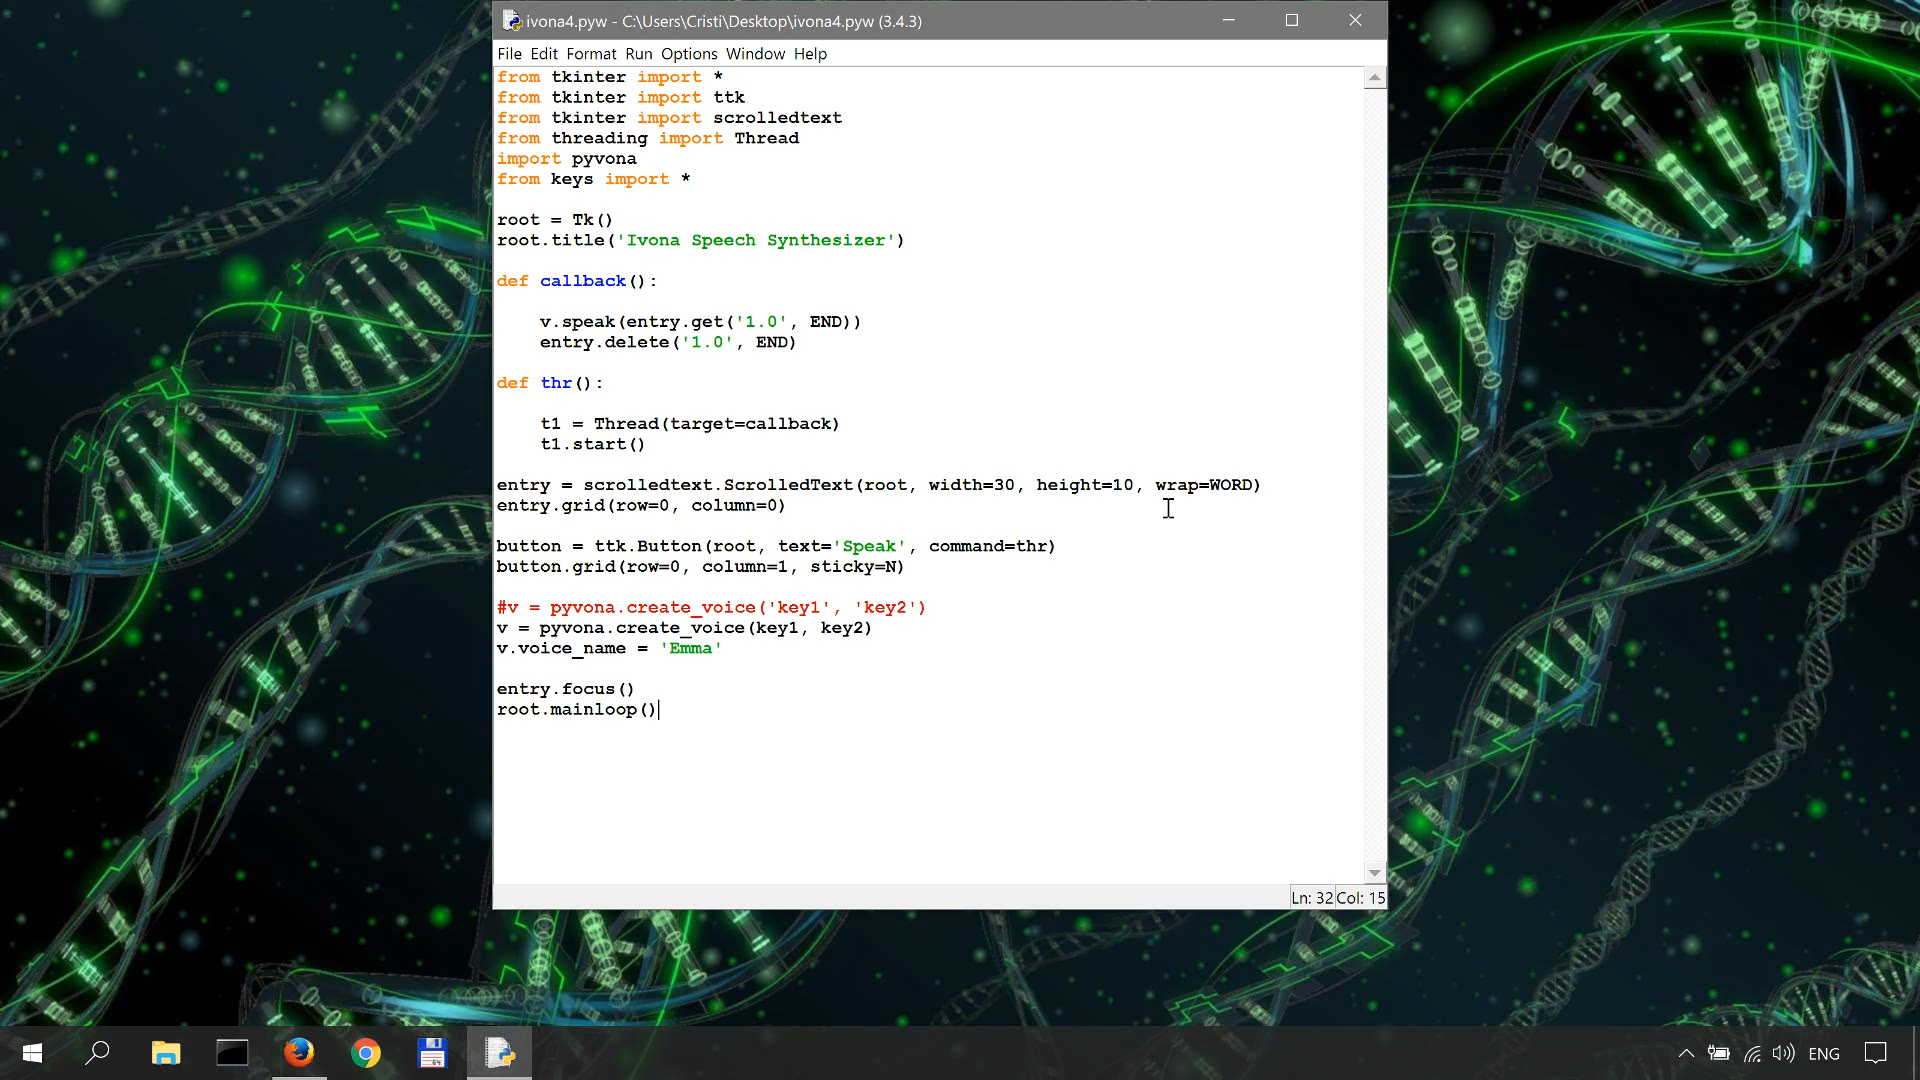 ivona4.pyw - C:\Users\Cristi\Desktop\ivona4.pyw (3.4.3)
File Edit Format Run Options Window Help
from tkinter import *
from tkinter import ttk
from tkinter import scrolledtext
from threading import Thread
import pyvona
from keys import *
root = Tk()
root.title('Ivona Speech Synthesizer')
def callback():
    v.speak(entry.get('1.0', END))
    entry.delete('1.0', END)
def thr():
    t1 = Thread(target=callback)
    t1.start()
entry = scrolledtext.ScrolledText(root, width=30, height=10, wrap=WORD)
entry.grid(row=0, column=0)
button = ttk.Button(root, text='Speak', command=thr)
button.grid(row=0, column=1, sticky=N)
#v = pyvona.create_voice('key1', 'key2')
v = pyvona.create_voice(key1, key2)
v.voice_name = 'Emma'
entry.focus()
root.mainloop()
Ln: 32 Col: 15
64
ENG